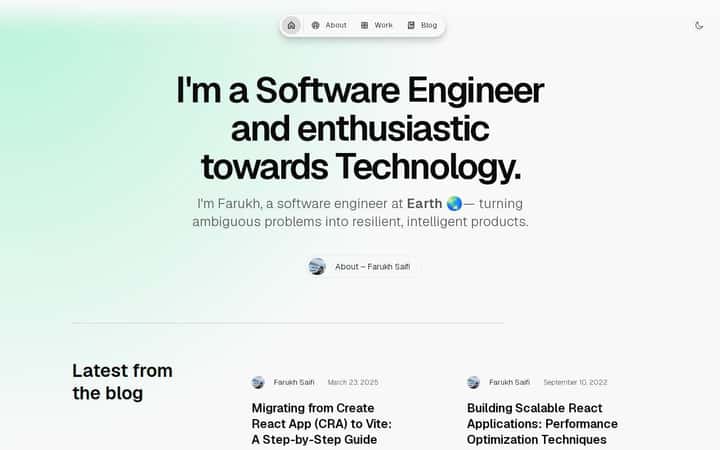 About
Work
Blog
I'm a Software Engineer
and enthusiastic
towards Technology.
I'm Farukh, a software engineer at Earth 🌏— turning
ambiguous problems into resilient, intelligent products.
About – Farukh Saifi
Latest from
the blog
Farukh Saifi March 23, 2025
Migrating from Create
React App (CRA) to Vite:
A Step-by-Step Guide
Farukh Saifi September 10, 2022
Building Scalable React
Applications: Performance
Optimization Techniques